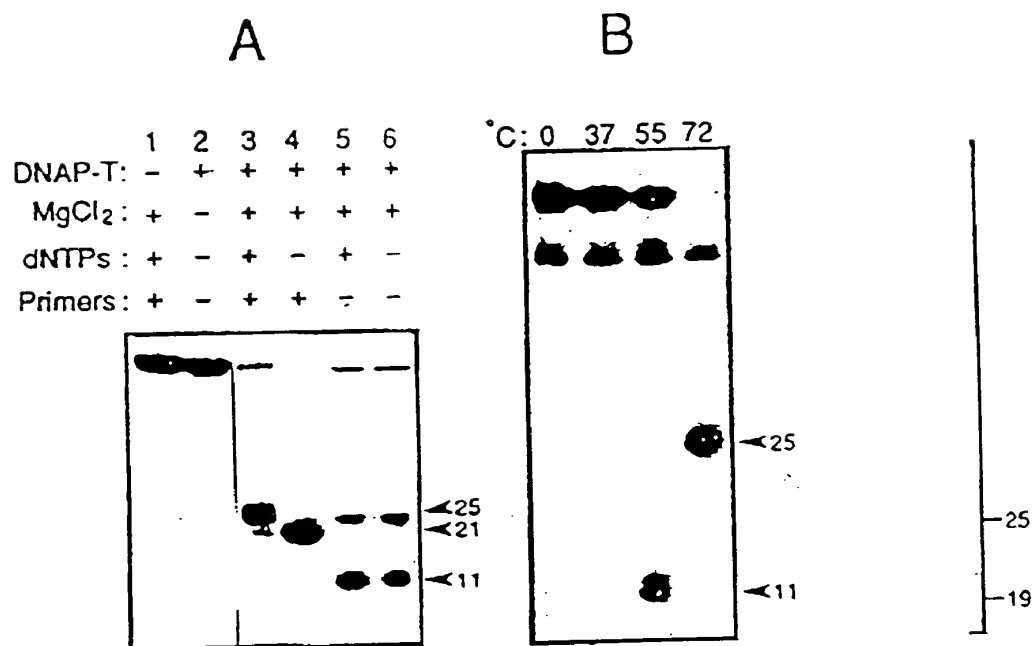 A
B
1 2 3 4 5 6
DNAP-T: - + + + + +
MgCl₂: + - + + + +
dNTPs: + - + - + -
Primers: + - + + - -
25
21
11
°C: 0 37 55 72
25
11
25
19